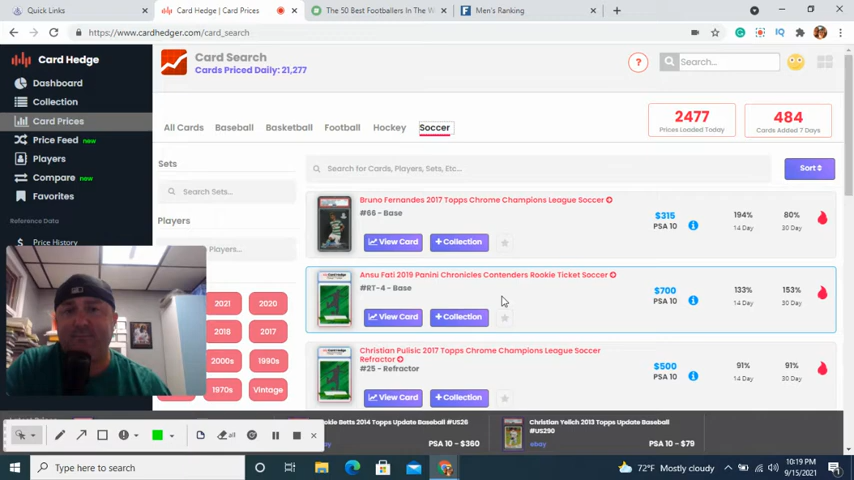 Quick Links
Card Hedge | Card Prices
The 50 Best Footballers In The W
Men's Ranking
https://www.cardhedger.com/card_search
IQ
Card Hedge
Dashboard
Collection
Card Prices
Price Feed new
Players
Compare new
Favorites
Reference Data
Price History
Card Search
Cards Priced Daily: 21,277
?
Search...
All Cards
Baseball
Basketball
Football
Hockey
Soccer
2477
Prices Loaded Today
484
Cards Added 7 Days
Sets
Search Sets...
Players
Players...
2021
2020
2018
2017
2000s
1990s
1970s
Vintage
Search for Cards, Players, Sets, Etc...
Sort
Bruno Fernandes 2017 Topps Chrome Champions League Soccer
#66 - Base
View Card
+ Collection
$315
PSA 10
194%
14 Day
80%
30 Day
Ansu Fati 2019 Panini Chronicles Contenders Rookie Ticket Soccer
#RT-4 - Base
View Card
+ Collection
$700
PSA 10
133%
14 Day
153%
30 Day
Christian Pulisic 2017 Topps Chrome Champions League Soccer
Refractor
#25 - Refractor
View Card
+ Collection
$500
PSA 10
91%
14 Day
91%
30 Day
Betts 2014 Topps Update Baseball #US26
PSA 10 - $360
Christian Yelich 2013 Topps Update Baseball
#US290
ebay
PSA 10 - $79
Type here to search
72°F Mostly cloudy
10:19 PM
9/15/2021